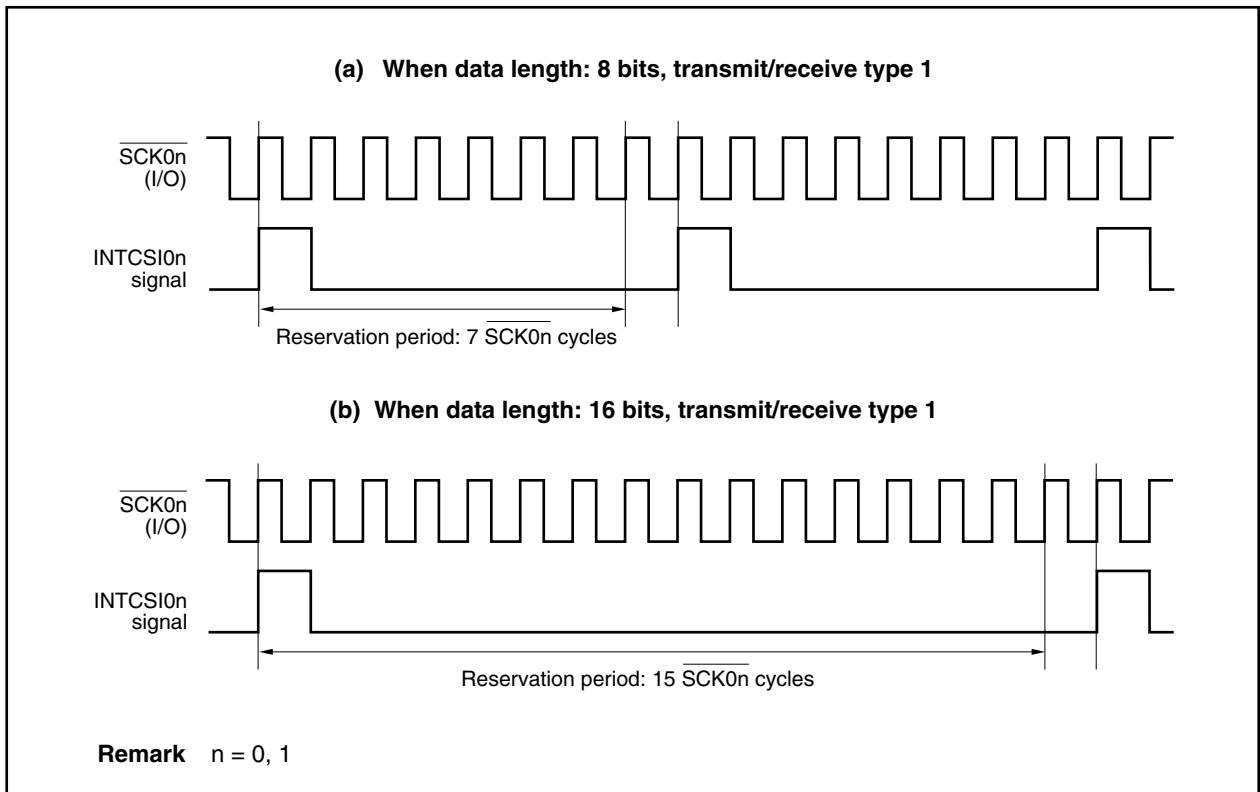 (a) When data length: 8 bits, transmit/receive type 1
SCK0n
(I/O)
INTCSI0n
signal
Reservation period: 7 SCK0n cycles
(b) When data length: 16 bits, transmit/receive type 1
SCK0n
(I/O)
INTCSI0n
signal
Reservation period: 15 SCK0n cycles
Remark n = 0, 1